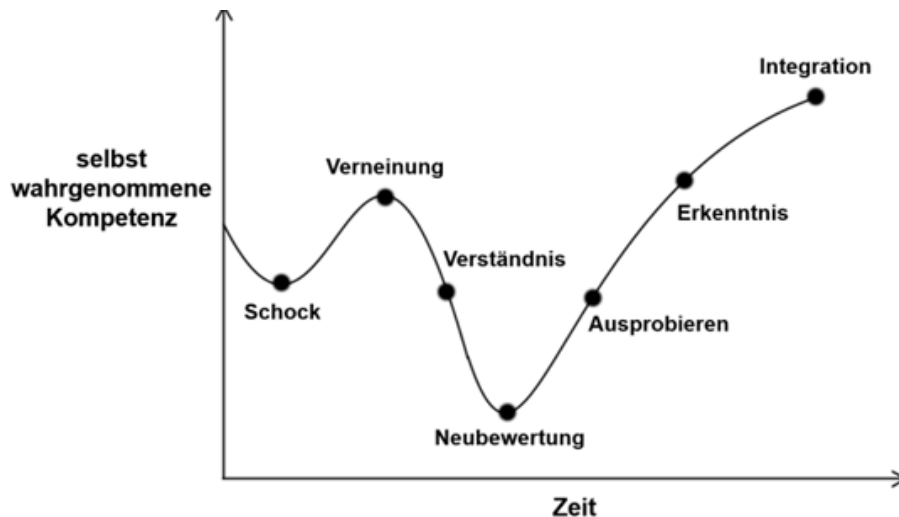 Integration
selbst
wahrgenommene
Kompetenz
Verneinung
Erkenntnis
Verständnis
Schock
Ausprobieren
Neubewertung
Zeit